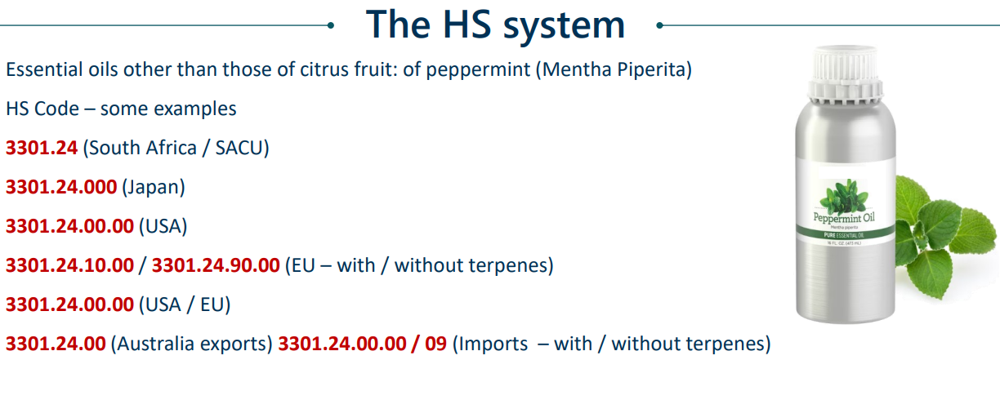 The HS system
Essential oils other than those of citrus fruit: of peppermint (Mentha Piperita)
HS Code – some examples
3301.24 (South Africa / SACU)
3301.24.000 (Japan)
3301.24.00.00 (USA)
3301.24.10.00 / 3301.24.90.00 (EU – with / without terpenes)
3301.24.00.00 (USA / EU)
3301.24.00 (Australia exports) 3301.24.00.00 / 09 (Imports – with / without terpenes)
Peppermint Oil
Mentha piperita
PURE ESSENTIAL OIL
16 FL. OZ (473 mL)